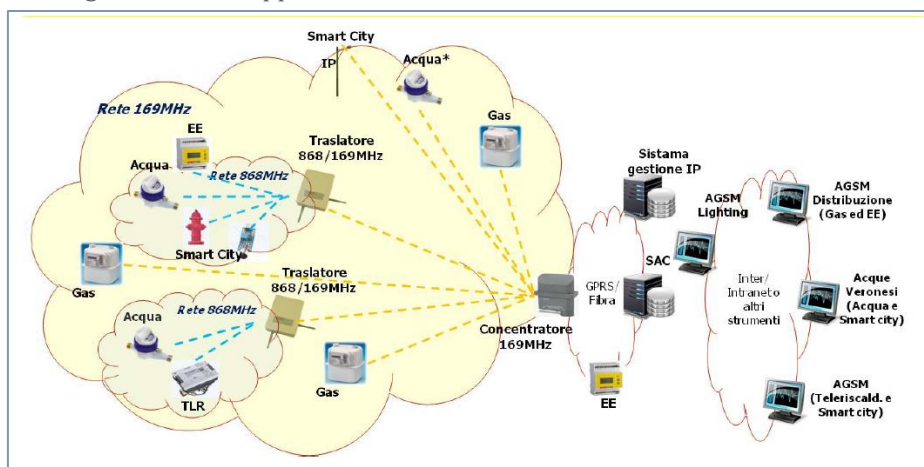 Smart City
IP
Acqua*
Rete 169MHz
EE
Gas
Acqua
Rete 868MHz
Traslatore
868/169MHz
Smart City
Gas
Traslatore
868/169MHz
Acqua
Rete 868MHz
TLR
Gas
Concentratore
169MHz
Sistama
gestione IP
AGSM
Lighting
SAC
GPRS/
Fibra
EE
Inter/
Intranet o
altri
strumenti
AGSM
Distribuzione
(Gas ed EE)
Acque
Veronesi
(Acqua e
Smart city)
AGSM
(Teleriscald. e
Smart city)